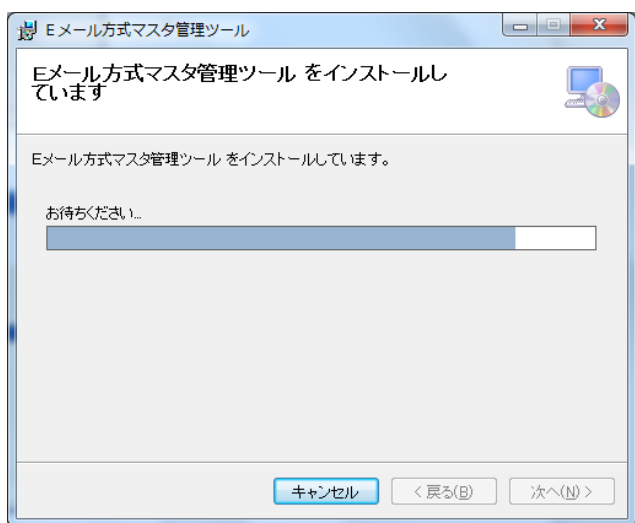 Eメール方式マスタ管理ツール
Eメール方式マスタ管理ツール をインストールし
ています
Eメール方式マスタ管理ツール をインストールしています。
お待ちください...
キャンセル
< 戻る(B)
次へ(N) >